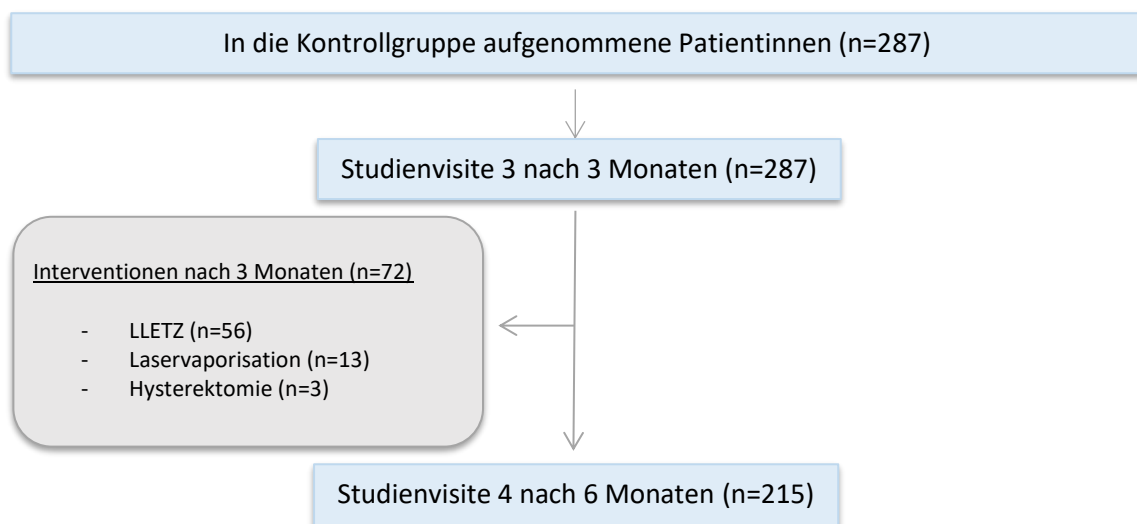 In die Kontrollgruppe aufgenommene Patientinnen (n=287)
Studienvisite 3 nach 3 Monaten (n=287)
Interventionen nach 3 Monaten (n=72)
- LLETZ (n=56)
- Laservaporisation (n=13)
- Hysterektomie (n=3)
Studienvisite 4 nach 6 Monaten (n=215)